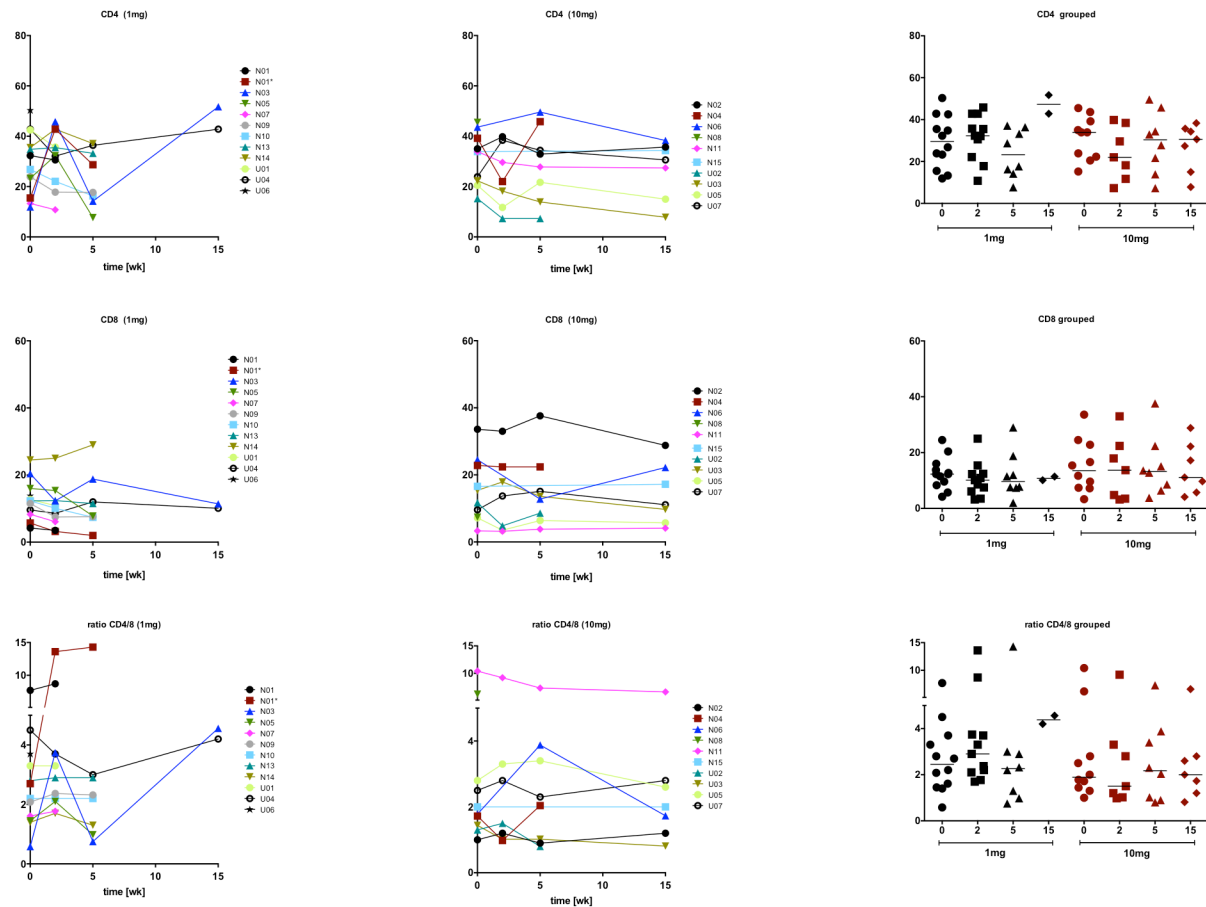 CD4 (1mg)
80
60
40
20
0
0
5
10
15
time [wk]
N01
N01*
N03
N05
N07
N09
N10
N13
N14
U01
U04
U06
CD4 (10mg)
80
60
40
20
0
0
5
10
15
time [wk]
N02
N04
N06
N08
N11
N15
U02
U03
U05
U07
CD4 grouped
80
60
40
20
0
0 2 5 15 0 2 5 15
1mg 10mg
CD8 (1mg)
60
40
20
0
0
5
10
15
N01
N01*
N03
N05
N07
N09
N10
N13
N14
U01
U04
U06
CD8 (10mg)
60
40
20
0
0
5
10
15
N02
N04
N06
N08
N11
N15
U02
U03
U05
U07
CD8 grouped
60
40
20
0
0 2 5 15 0 2 5 15
1mg 10mg
ratio CD4/8 (1mg)
15
10
5
4
2
0
0
5
10
15
time [wk]
N01
N01*
N03
N05
N07
N09
N10
N13
N14
U01
U04
U06
ratio CD4/8 (10mg)
15
10
5
4
2
0
0
5
10
15
time [wk]
N02
N04
N06
N08
N11
N15
U02
U03
U05
U07
ratio CD4/8 grouped
15
10
5
4
2
0
0 2 5 15 0 2 5 15
1mg 10mg